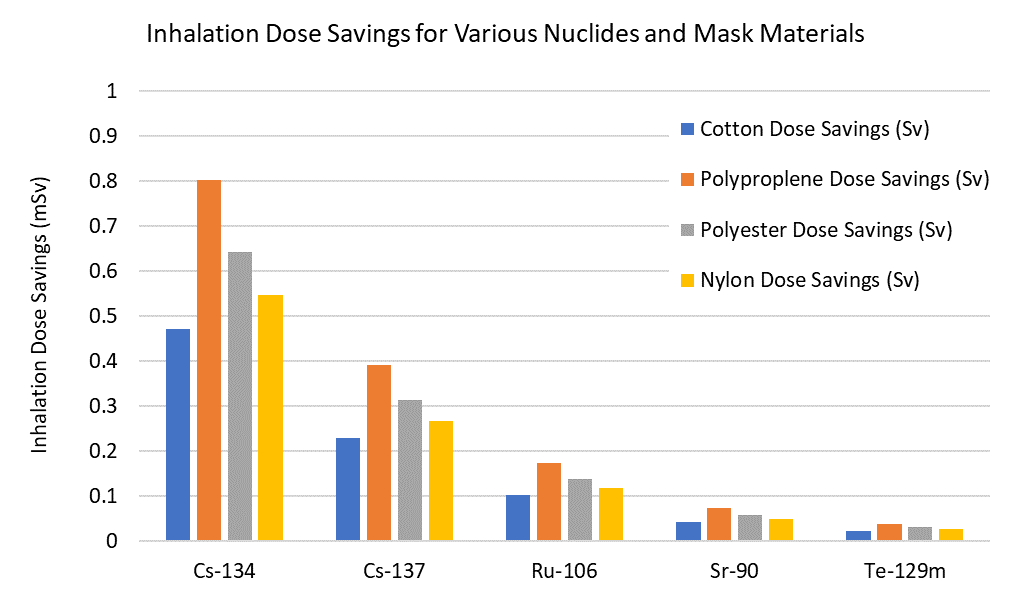 Inhalation Dose Savings for Various Nuclides and Mask Materials
Inhalation Dose Savings (mSv)
1
0.9
0.8
0.7
0.6
0.5
0.4
0.3
0.2
0.1
0
Cotton Dose Savings (Sv)
Polyproplene Dose Savings (Sv)
Polyester Dose Savings (Sv)
Nylon Dose Savings (Sv)
Cs-134 Cs-137 Ru-106 Sr-90 Te-129m